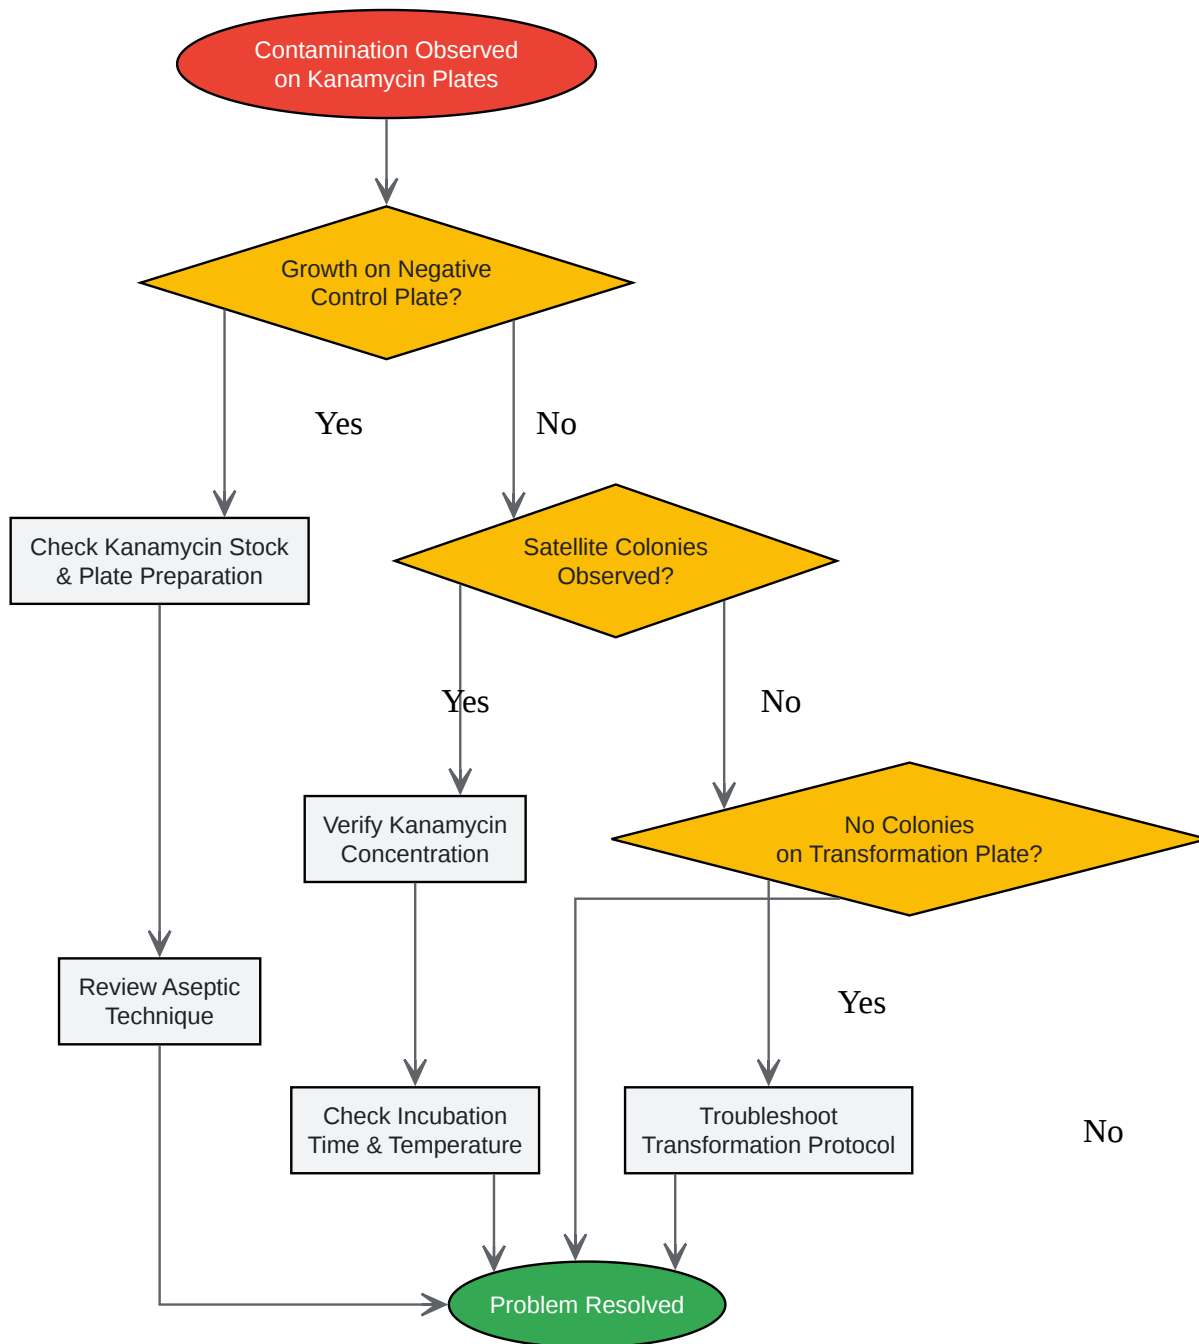 Contamination Observed
on Kanamycin Plates
Growth on Negative
Control Plate?
Yes
No
Check Kanamycin Stock
& Plate Preparation
Satellite Colonies
Observed?
Yes
No
Verify Kanamycin
Concentration
No Colonies
on Transformation Plate?
Review Aseptic
Technique
Yes
Check Incubation
Time & Temperature
Troubleshoot
Transformation Protocol
No
Problem Resolved